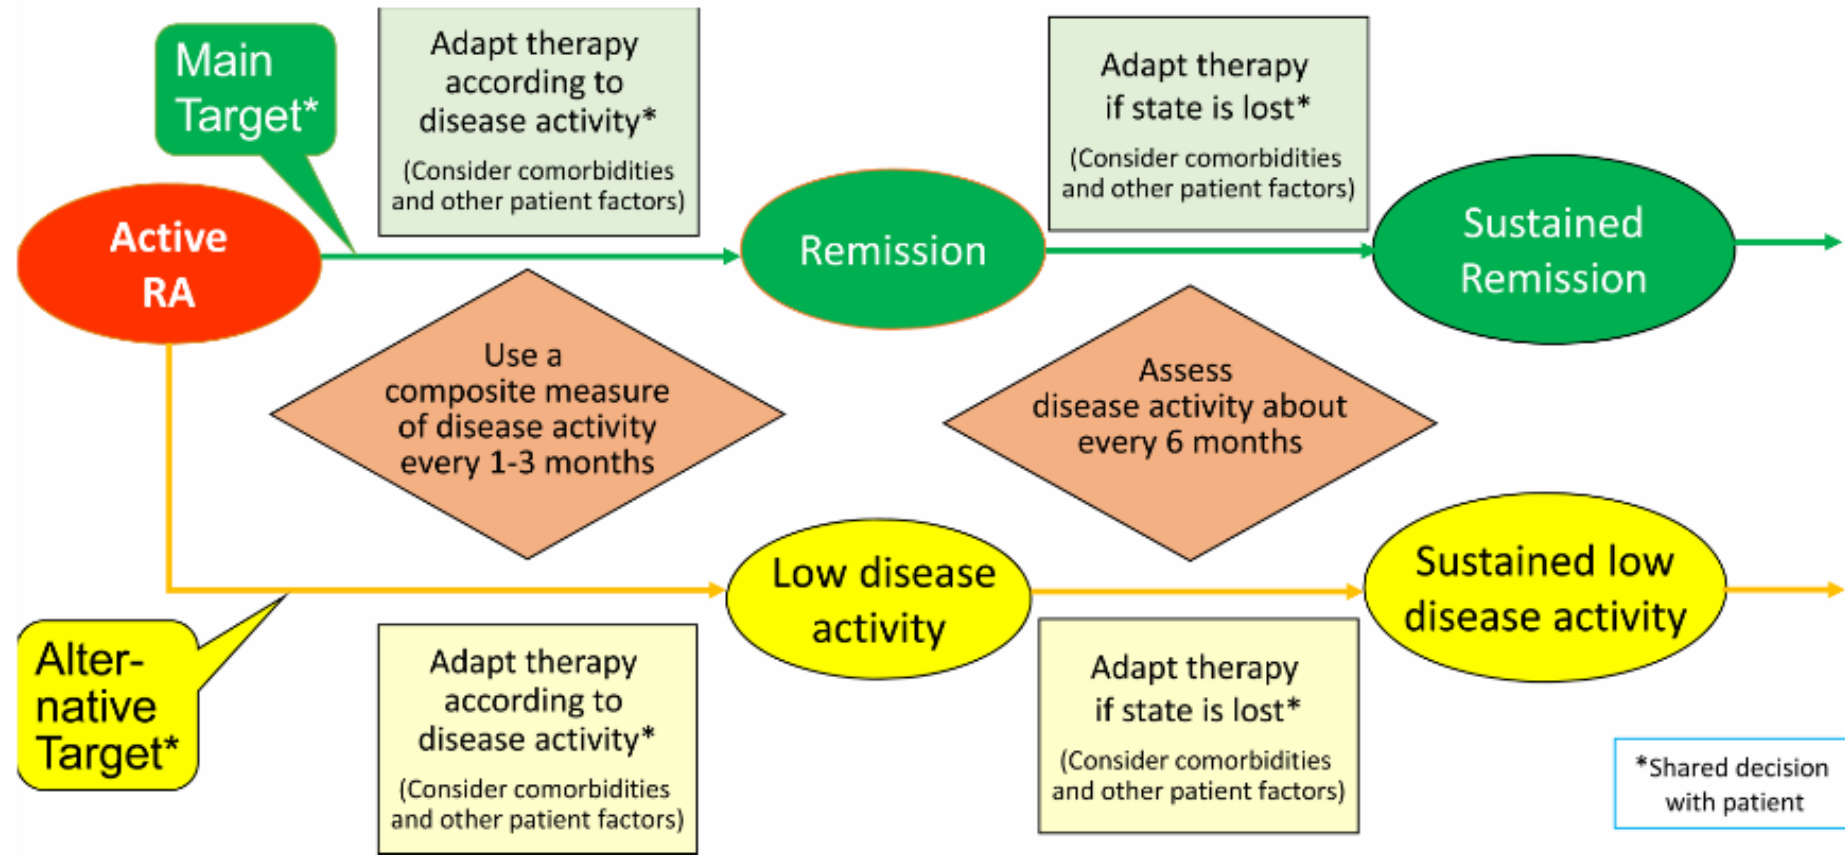 Main
Target*
Adapt therapy
according to
disease activity*
(Consider comorbidities
and other patient factors)
Adapt therapy
if state is lost*
(Consider comorbidities
and other patient factors)
Active
RA
Remission
Sustained
Remission
Use a
composite measure
of disease activity
every 1-3 months
Assess
disease activity about
every 6 months
Low disease
activity
Sustained low
disease activity
Alter-
native
Target*
Adapt therapy
according to
disease activity*
(Consider comorbidities
and other patient factors)
Adapt therapy
if state is lost*
(Consider comorbidities
and other patient factors)
*Shared decision
with patient